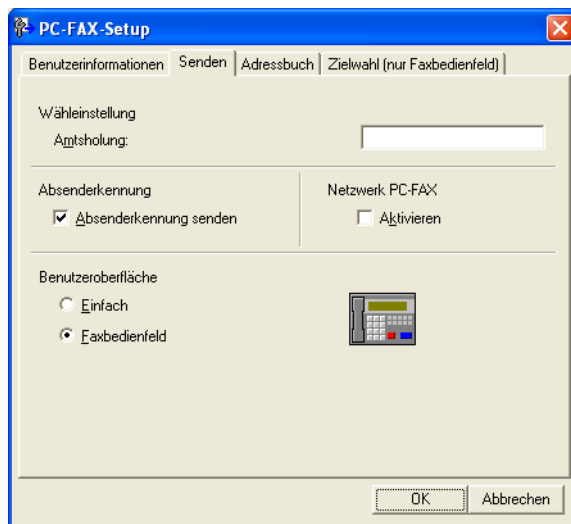 PC-FAX-Setup
Benutzerinformationen Senden Adressbuch Zielwahl (nur Faxbedienfeld)
Wähleinstellung
Amtsholung:
Absenderkennung Netzwerk PC-FAX
Absenderkennung senden Aktivieren
Benutzeroberfläche
Einfach
Faxbedienfeld
OK Abbrechen